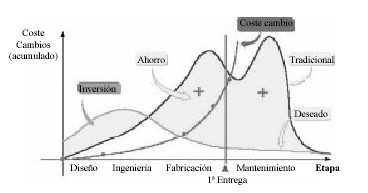 Coste
Cambios
(acumulado)
Coste cambio
Ahorro
Tradicional
Inversión
Deseado
+
+
Diseño Ingeniería Fabricación Mantenimiento Etapa
1ª Entrega